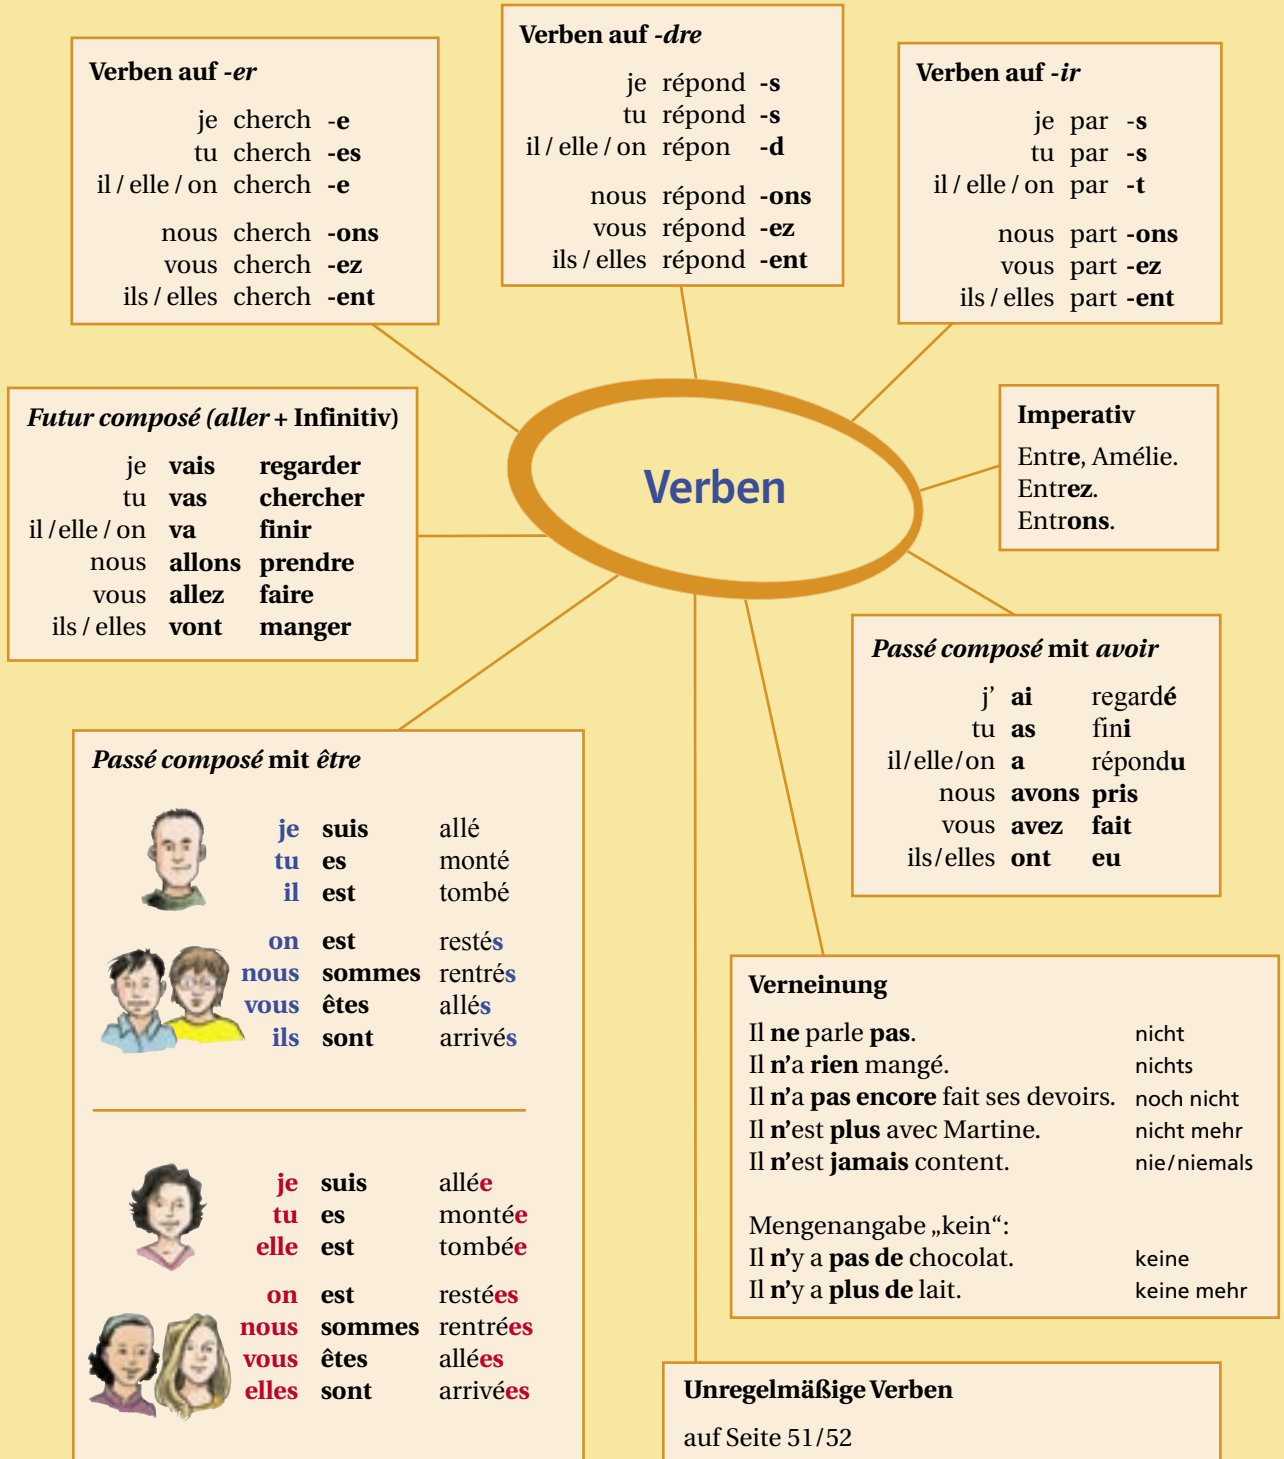 Verben auf -er
je cherch -e
tu cherch -es
il / elle / on cherch -e
nous cherch -ons
vous cherch -ez
ils / elles cherch -ent
Verben auf -dre
je répond -s
tu répond -s
il / elle / on répon -d
nous répond -ons
vous répond -ez
ils / elles répond -ent
Verben auf -ir
je par -s
tu par -s
il / elle / on par -t
nous part -ons
vous part -ez
ils / elles part -ent
Futur composé (aller + Infinitiv)
je vais regarder
tu vas chercher
il / elle / on va finir
nous allons prendre
vous allez faire
ils / elles vont manger
Verben
Imperativ
Entre, Amélie.
Entrez.
Entrons.
Passé composé mit avoir
j' ai regardé
tu as fini
il/elle/on a répondu
nous avons pris
vous avez fait
ils/elles ont eu
Passé composé mit être
je suis allé
tu es monté
il est tombé
on est restés
nous sommes rentrés
vous êtes allés
ils sont arrivés
je suis allée
tu es montée
elle est tombée
on est restées
nous sommes rentrées
vous êtes allées
elles sont arrivées
Verneinung
Il ne parle pas. nicht
Il n'a rien mangé. nichts
Il n'a pas encore fait ses devoirs. noch nicht
Il n'est plus avec Martine. nicht mehr
Il n'est jamais content. nie/niemals
Mengenangabe „kein“:
Il n'y a pas de chocolat. keine
Il n'y a plus de lait. keine mehr
Unregelmäßige Verben
auf Seite 51/52